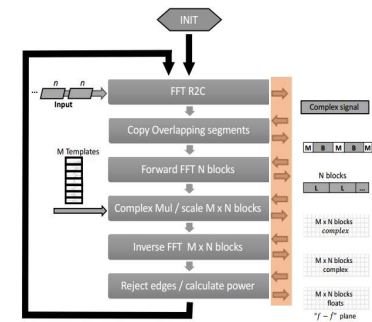 INIT
n n
...
Input
FFT R2C
Complex signal
Copy Overlapping segments
M B M B M
M Templates
Forward FFT N blocks
N blocks
L L ...
Complex Mul / scale M x N blocks
M x N blocks
complex
Inverse FFT M x N blocks
M x N blocks
complex
Reject edges / calculate power
M x N blocks
floats
"f − f̈" plane